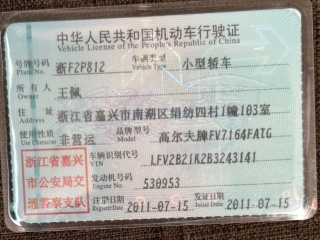 中华人民共和国机动车行驶证
Vehicle License of the People's Republic of China
号牌号码 浙F2P812 车辆类型 小型轿车
Plate No. Vehicle Type
所有人 王佩
Owner
住址 浙江省嘉兴市南湖区绢纺四村1幢103室
Address
使用性质 非营运 品牌型号 高尔夫牌FV7164FATG
Use Character Model
浙江省嘉兴
市公安局交
通警察支队
车辆识别代号 LFV2B21K2B3243141
VIN
发动机号码 530953
Engine No.
注册日期 2011-07-15 发证日期 2011-07-15
Register Date Issue Date